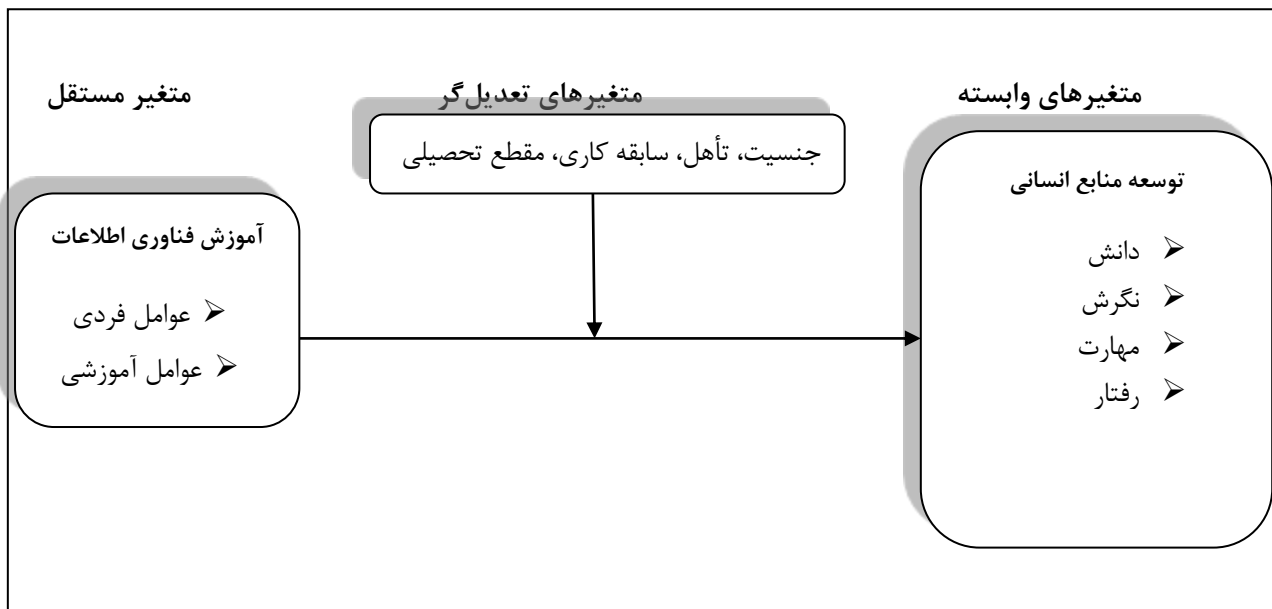 متغیرهای وابسته
متغیرهای تعدیل‌گر
متغیر مستقل
جنسیت، تأهل، سابقه کاری، مقطع تحصیلی
توسعه منابع انسانی
دانش
نگرش
مهارت
رفتار
آموزش فناوری اطلاعات
عوامل فردی
عوامل آموزشی